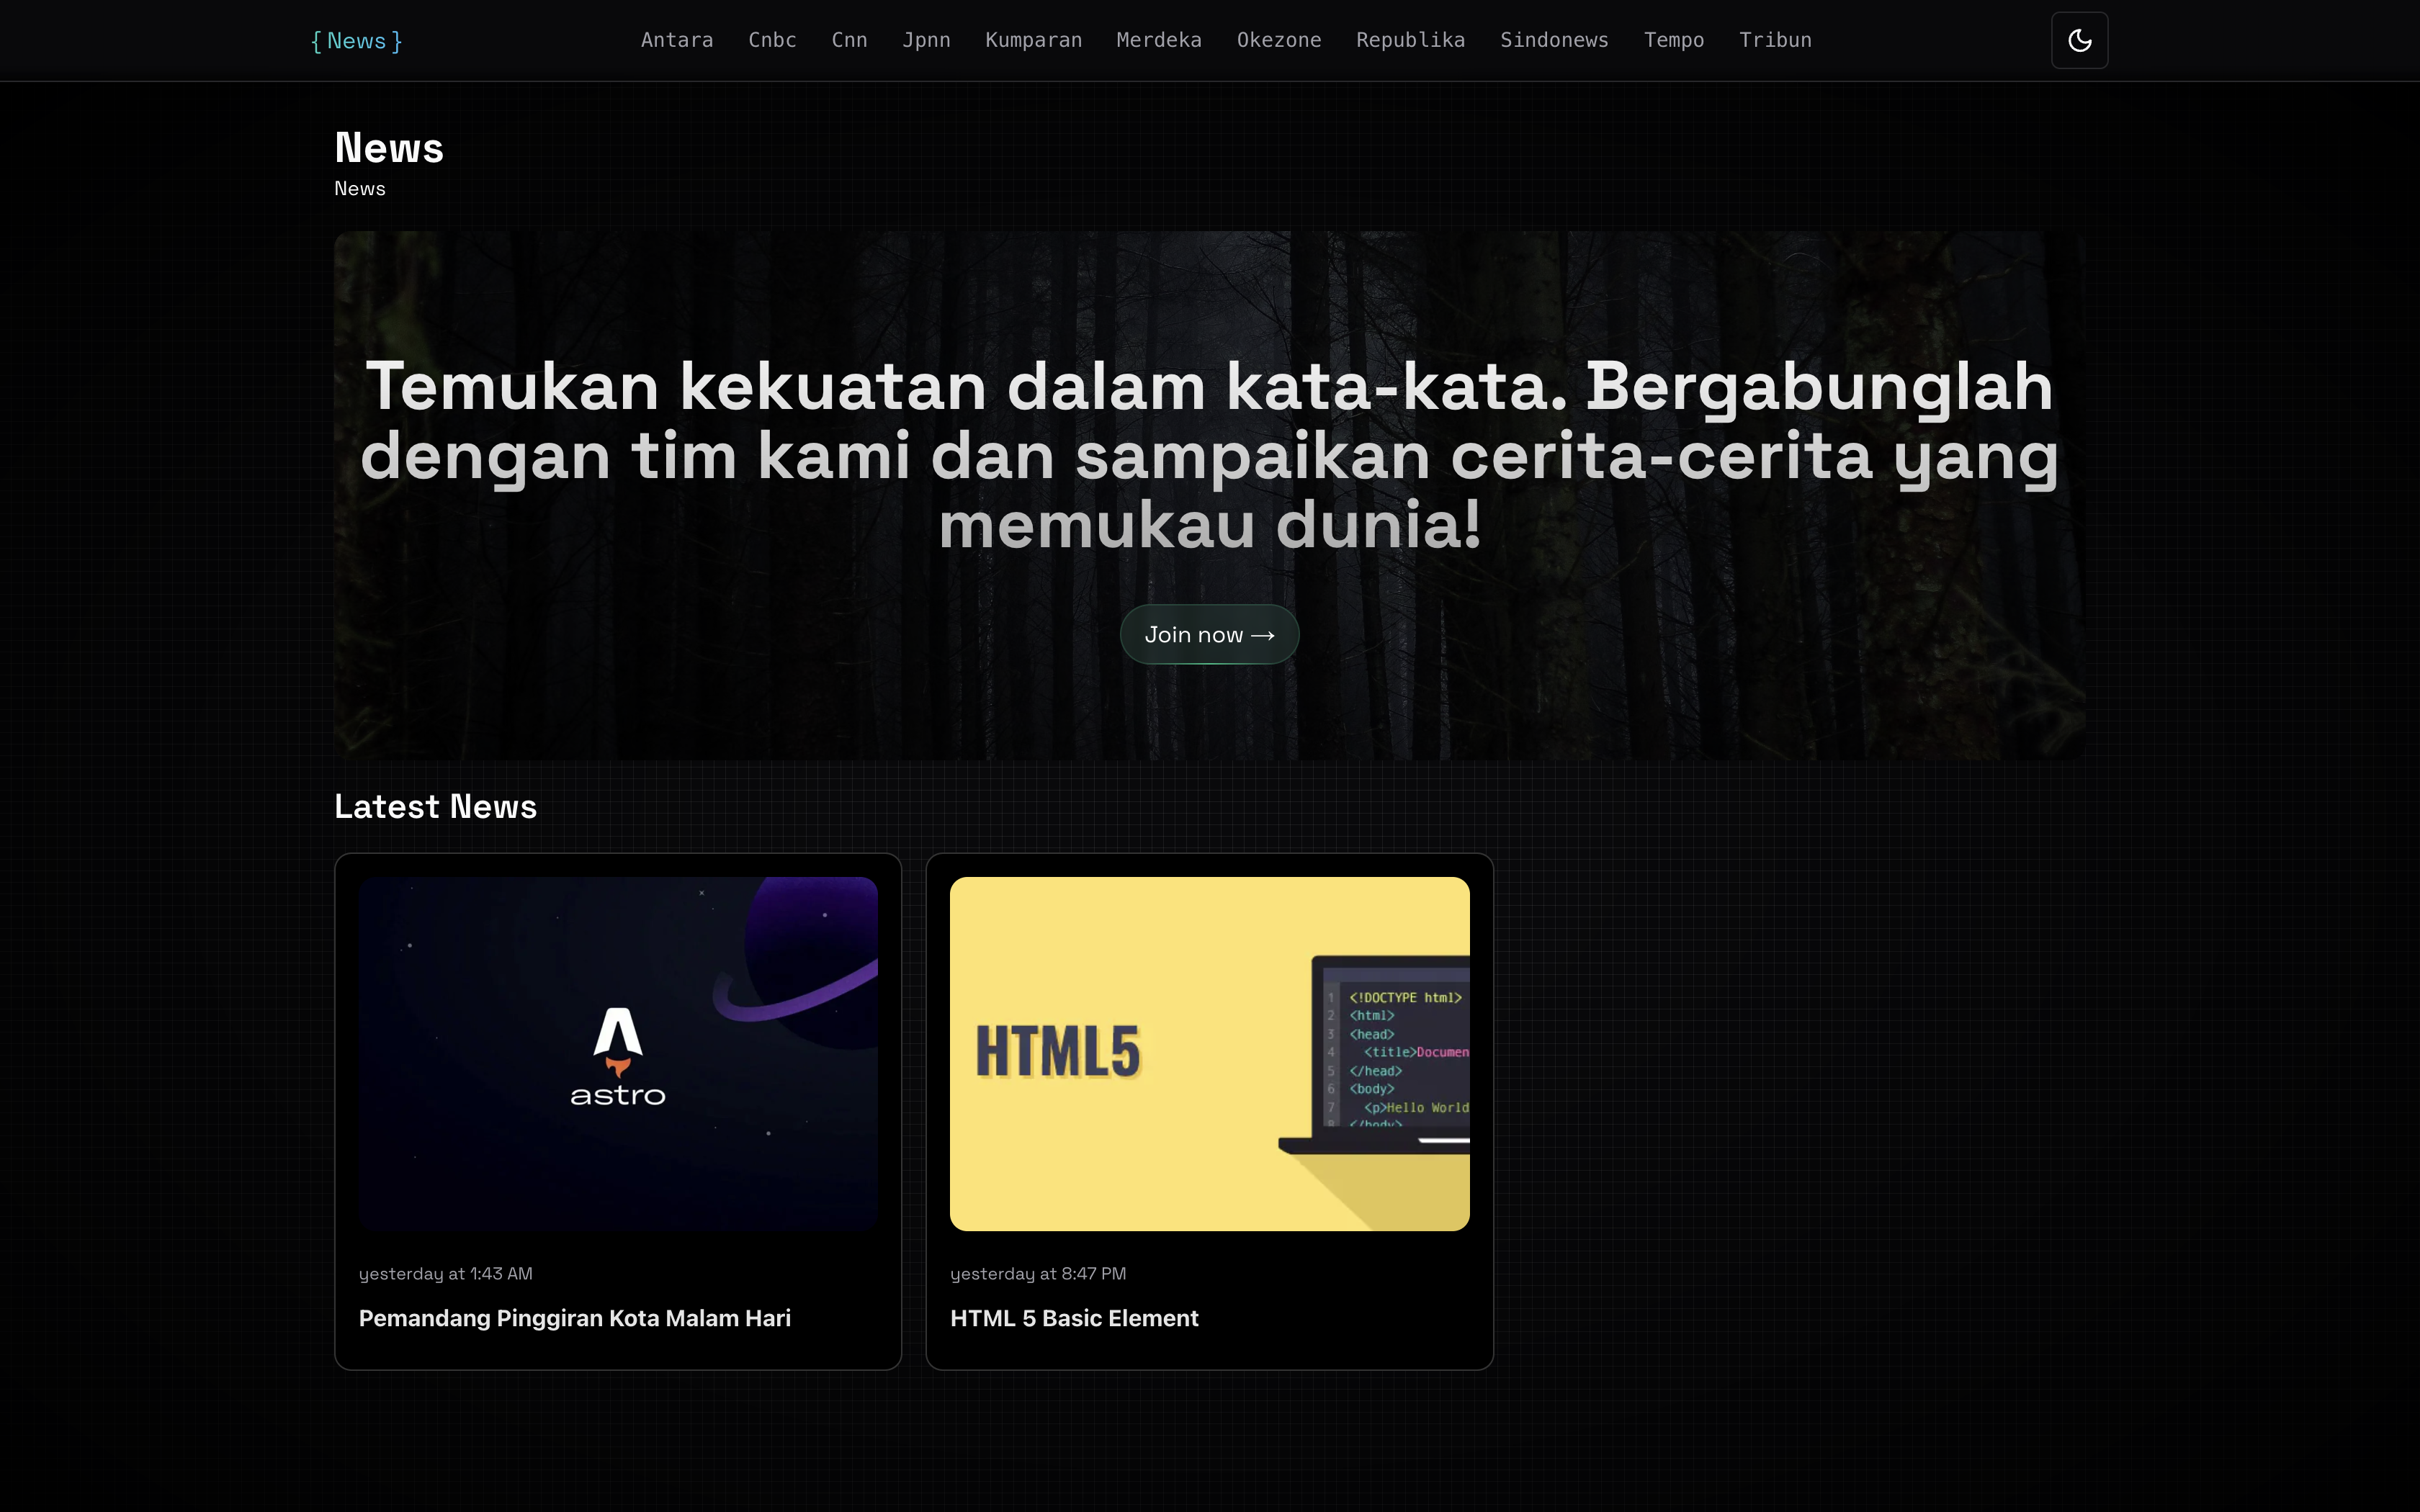 { News }
Antara Cnbc Cnn Jpnn Kumparan Merdeka Okezone Republika Sindonews Tempo Tribun
News
News
Temukan kekuatan dalam kata-kata. Bergabunglah
dengan tim kami dan sampaikan cerita-cerita yang
memukau dunia!
Join now →
Latest News
astro
yesterday at 1:43 AM
Pemandang Pinggiran Kota Malam Hari
HTML5
1 <!DOCTYPE html>
2 <html>
3 <head>
4 <title>Documen
5 </head>
6 <body>
7 <p>Hello World
8 </body>
yesterday at 8:47 PM
HTML 5 Basic Element